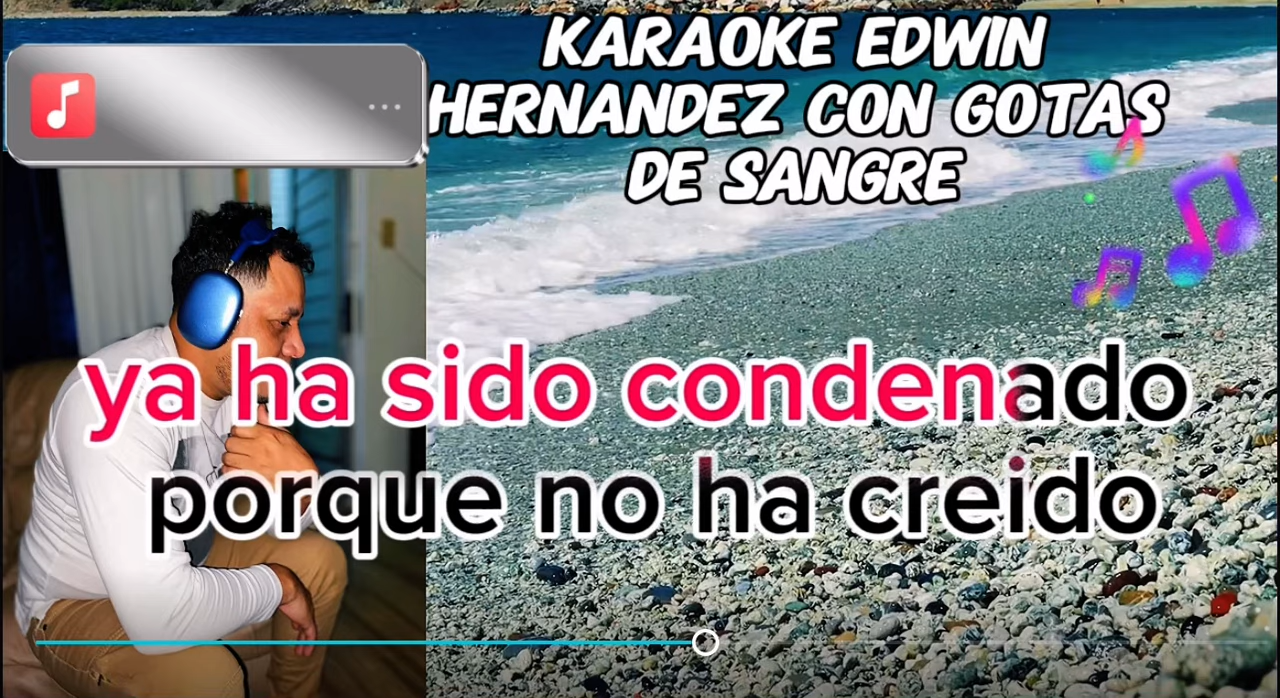 KARAOKE EDWIN
HERNANDEZ CON GOTAS
DE SANGRE
ya ha sido condenado
porque no ha creido